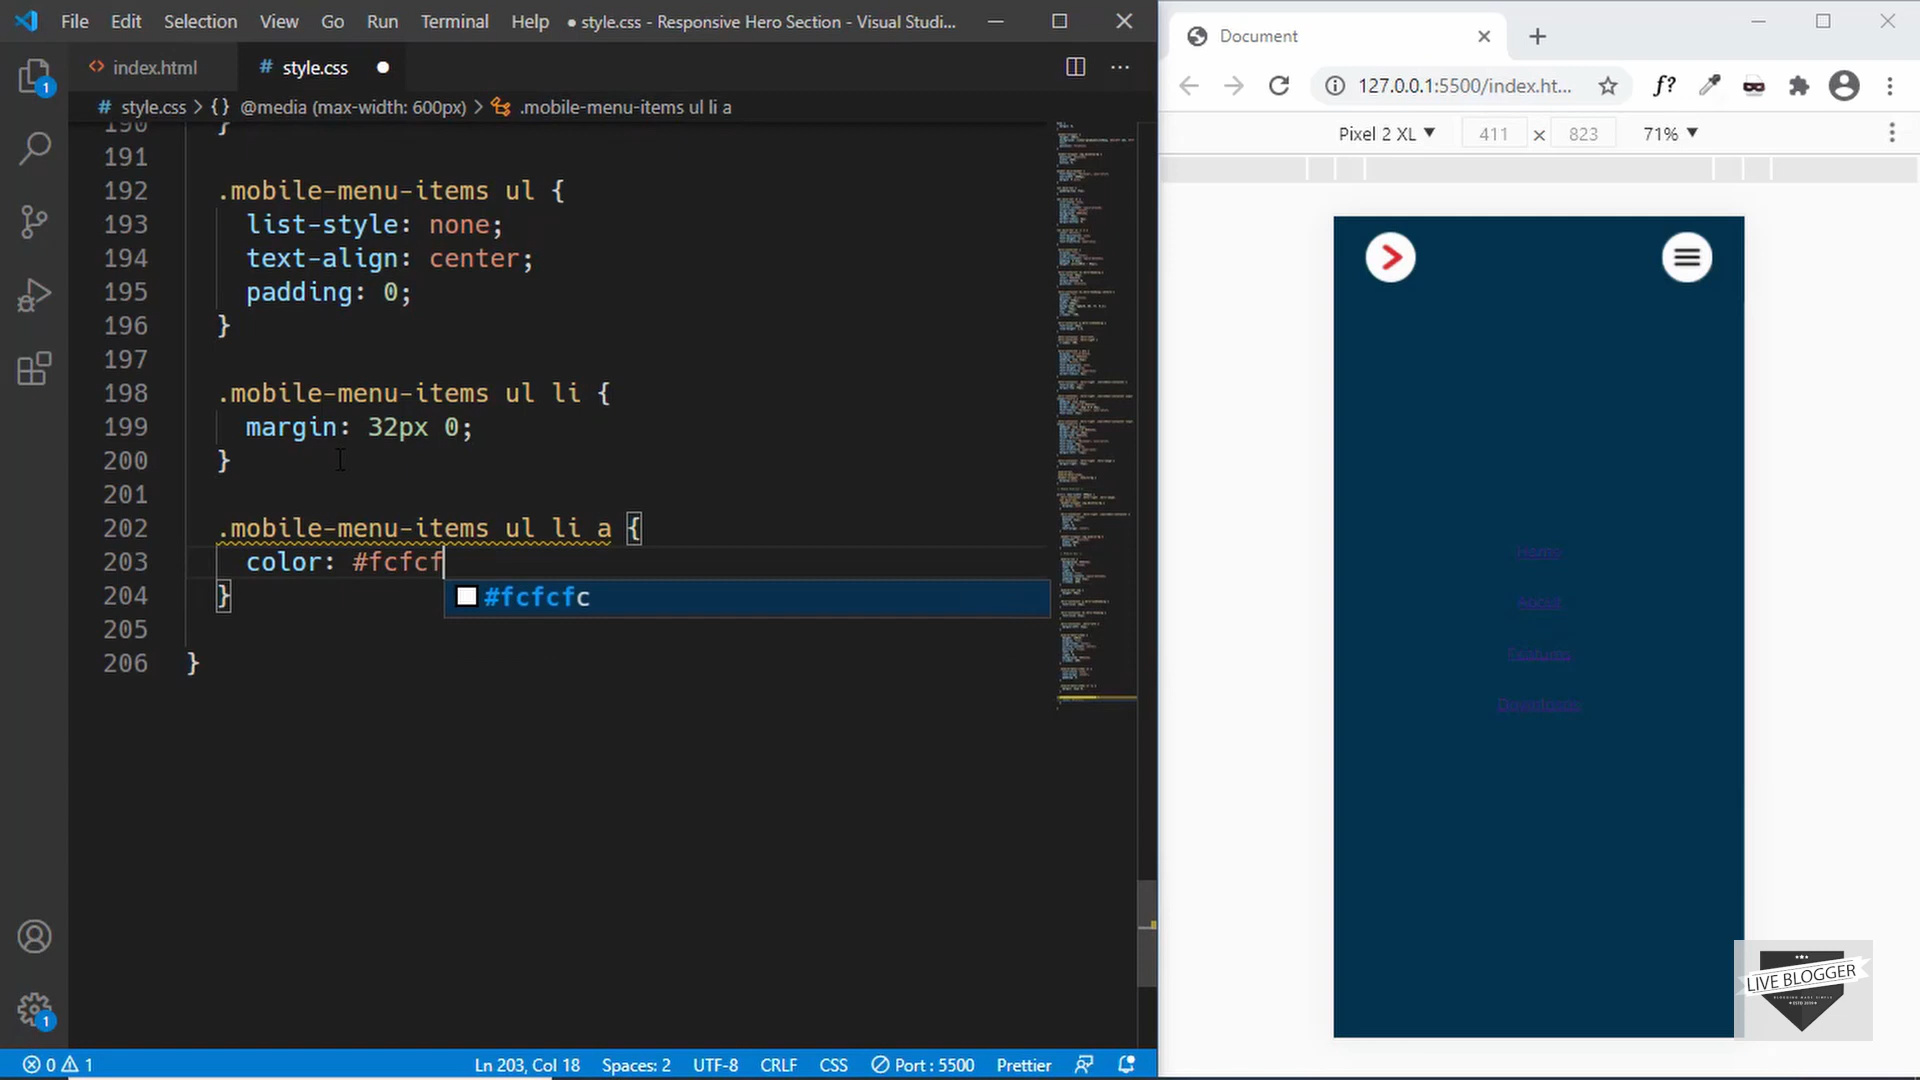 File Edit Selection View Go Run Terminal Help
● style.css - Responsive Hero Section - Visual Studi...
index.html
# style.css ●
# style.css > {} @media (max-width: 600px) > .mobile-menu-items ul li a
190 }
191
192 .mobile-menu-items ul {
193 list-style: none;
194 text-align: center;
195 padding: 0;
196 }
197
198 .mobile-menu-items ul li {
199 margin: 32px 0;
200 }
201
202 .mobile-menu-items ul li a {
203 color: #fcfcf
#fcfcfc
204 }
205
206 }
1
1
0 1
Ln 203, Col 18 Spaces: 2 UTF-8 CRLF CSS Port : 5500 Prettier
Document
127.0.0.1:5500/index.ht...
f?
Pixel 2 XL ▼ 411 × 823 71% ▼
Home
About
Features
Downloads
LIVE BLOGGER